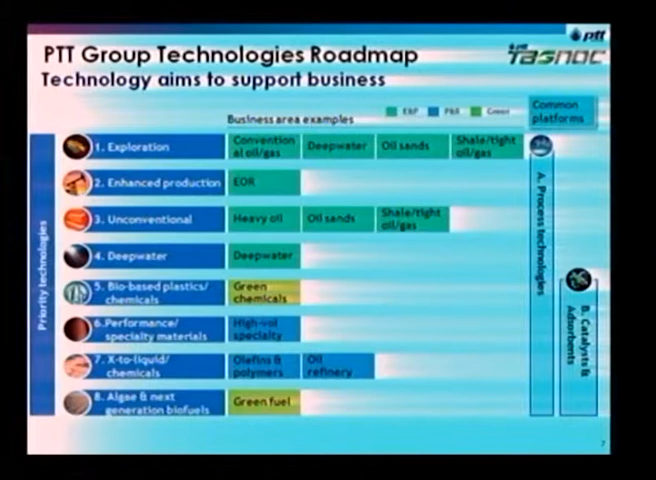 ptt
PTT Group Technologies Roadmap
ptt
TASNOC
Technology aims to support business
Business area examples
E&P
P&R
Green
Common
platforms
Priority technologies
1. Exploration
Convention
al oil/gas
Deepwater
Oil sands
Shale/tight
oil/gas
2. Enhanced production
EOR
3. Unconventional
Heavy oil
Oil sands
Shale/tight
oil/gas
4. Deepwater
Deepwater
5. Bio-based plastics/
chemicals
Green
chemicals
6.Performance/
specialty materials
High-vol
specialty
7. X-to-liquid/
chemicals
Olefins &
polymers
Oil
refinery
8. Algae & next
generation biofuels
Green fuel
A. Process technologies
B. Catalysts &
Adsorbents
7